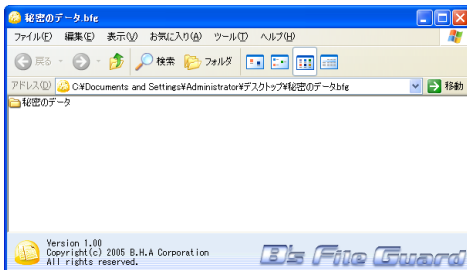 秘密のデータ.bfg
ファイル(F) 編集(E) 表示(V) お気に入り(A) ツール(T) ヘルプ(H)
戻る 検索 フォルダ
アドレス(D) C:¥Documents and Settings¥Administrator¥デスクトップ¥秘密のデータ.bfg 移動
秘密のデータ
Version 1.00
Copyright(c) 2005 B.H.A Corporation
All rights reserved.
B's File Guard